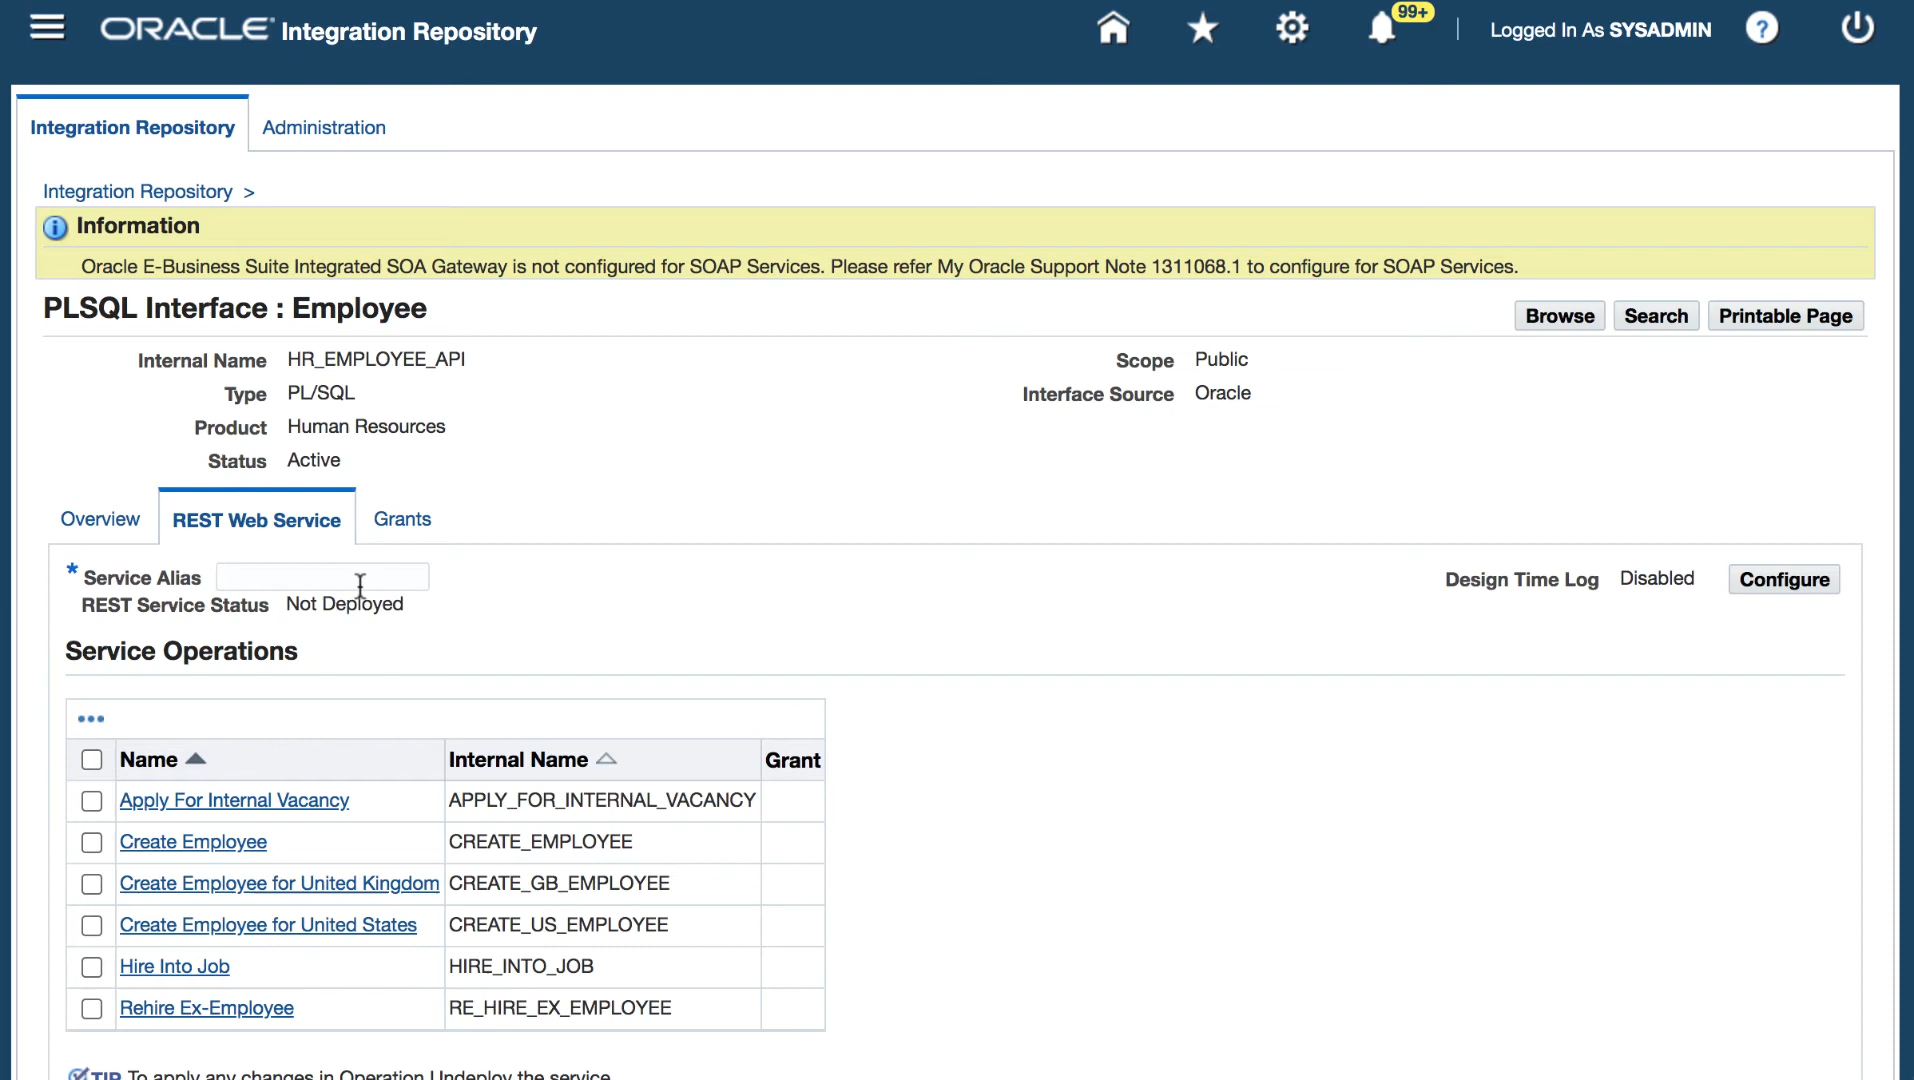 ORACLE Integration Repository
99+
Logged In As SYSADMIN
?
Integration Repository
Administration
Integration Repository >
i Information
Oracle E-Business Suite Integrated SOA Gateway is not configured for SOAP Services. Please refer My Oracle Support Note 1311068.1 to configure for SOAP Services.
PLSQL Interface : Employee
Browse
Search
Printable Page
Internal Name HR_EMPLOYEE_API
Scope Public
Type PL/SQL
Interface Source Oracle
Product Human Resources
Status Active
Overview
REST Web Service
Grants
* Service Alias
Design Time Log Disabled
Configure
REST Service Status Not Deployed
Service Operations
Name Internal Name Grant
Apply For Internal Vacancy APPLY_FOR_INTERNAL_VACANCY
Create Employee CREATE_EMPLOYEE
Create Employee for United Kingdom CREATE_GB_EMPLOYEE
Create Employee for United States CREATE_US_EMPLOYEE
Hire Into Job HIRE_INTO_JOB
Rehire Ex-Employee RE_HIRE_EX_EMPLOYEE
TIP To apply any changes in Operation Undeploy the service